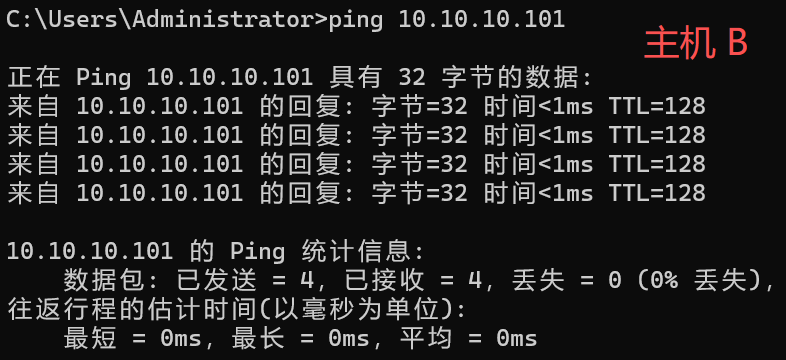 C:\Users\Administrator>ping 10.10.10.101
主机 B
正在 Ping 10.10.10.101 具有 32 字节的数据:
来自 10.10.10.101 的回复: 字节=32 时间<1ms TTL=128
来自 10.10.10.101 的回复: 字节=32 时间<1ms TTL=128
来自 10.10.10.101 的回复: 字节=32 时间<1ms TTL=128
来自 10.10.10.101 的回复: 字节=32 时间<1ms TTL=128
10.10.10.101 的 Ping 统计信息:
数据包: 已发送 = 4，已接收 = 4，丢失 = 0 (0% 丢失)，
往返行程的估计时间(以毫秒为单位):
最短 = 0ms，最长 = 0ms，平均 = 0ms